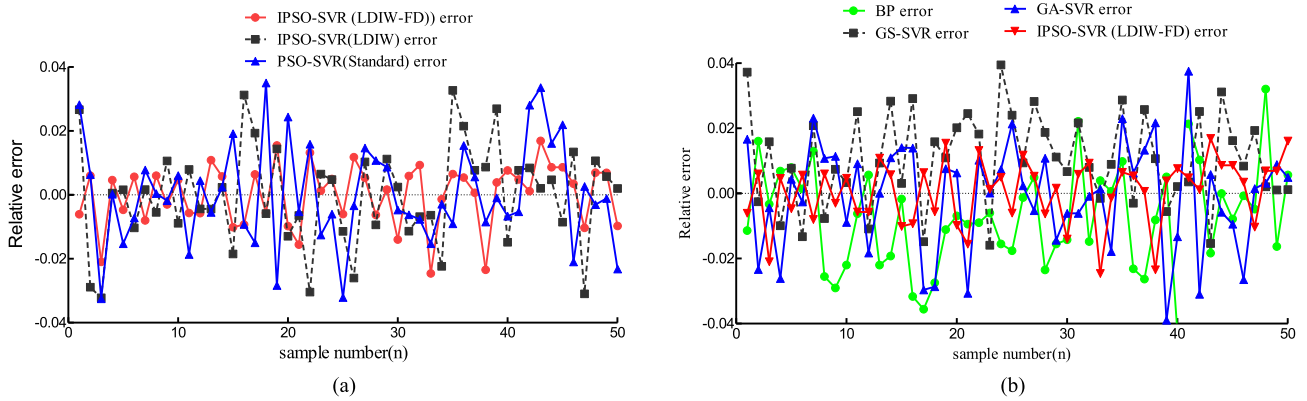 IPSO-SVR (LDIW-FD)) error
IPSO-SVR(LDIW) error
PSO-SVR(Standard) error
0.04
0.02
0.00
-0.02
-0.04
Relative error
0 10 20 30 40 50
sample number(n)
(a)
BP error GA-SVR error
GS-SVR error IPSO-SVR (LDIW-FD) error
0.04
0.02
0.00
-0.02
-0.04
Relative error
0 10 20 30 40 50
sample number(n)
(b)